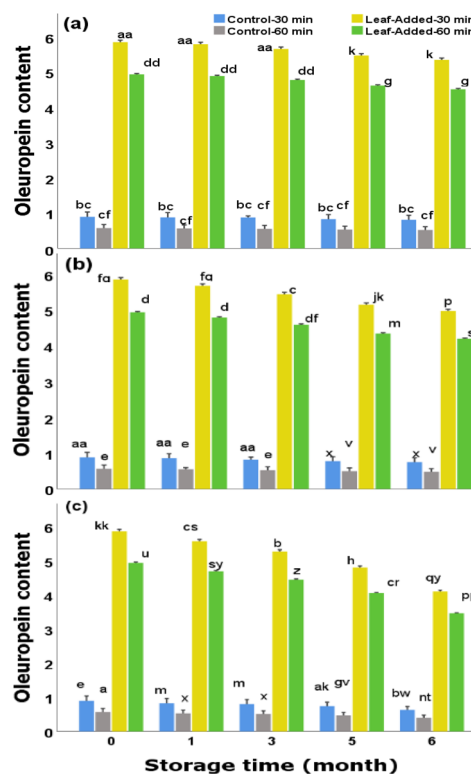 (a)
Control-30 min
Control-60 min
Leaf-Added-30 min
Leaf-Added-60 min
Oleuropein content
6
5
4
3
2
1
0
bc cf aa dd
bc cf aa dd
bc cf aa dd
bc cf k g
bc cf k g
(b)
Oleuropein content
6
5
4
3
2
1
0
aa e d
aa e d
aa e c df
x v jk m
x v p s
(c)
Oleuropein content
6
5
4
3
2
1
0
e a kk u
m x cs sy
m x b z
ak gv h cr
bw nt qy
0 1 3 5 6
Storage time (month)